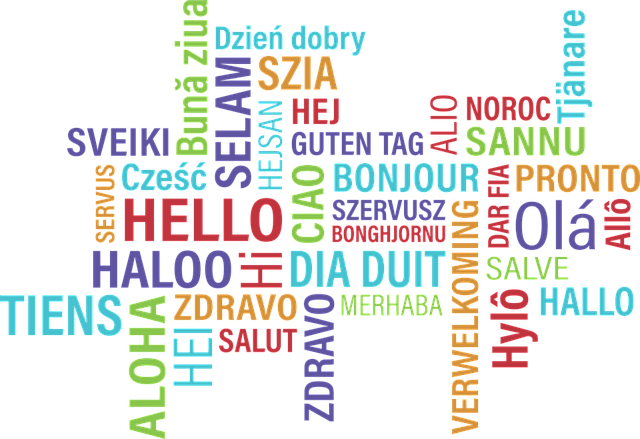 Bună ziua
Dzień dobry
Tjänare
SELAM
SZIA
HEJSAN
HEJ
ALIO
NOROC
SVEIKI
GUTEN TAG
SANNU
SERVUS
Cześć
CIAO
BONJOUR
DAR FIA
PRONTO
HELLO
SZERVUSZ
Olá
Allô
BONGHJORNU
VERWELKOMING
HALOO
Hi
DIA DUIT
SALVE
TIENS
ALOHA
ZDRAVO
ZDRAVO
MERHABA
Hylô
HALLO
HEI
SALUT